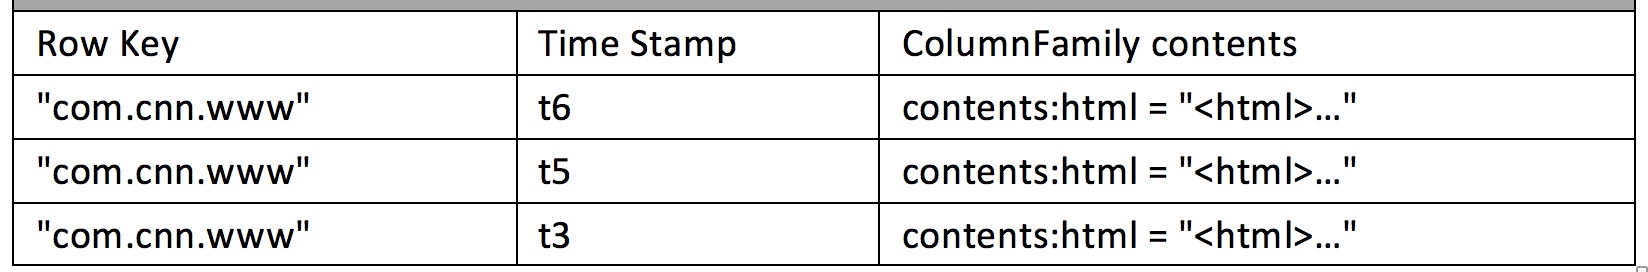 Row Key Time Stamp ColumnFamily contents
"com.cnn.www" t6 contents:html = "<html>…"
"com.cnn.www" t5 contents:html = "<html>…"
"com.cnn.www" t3 contents:html = "<html>…"